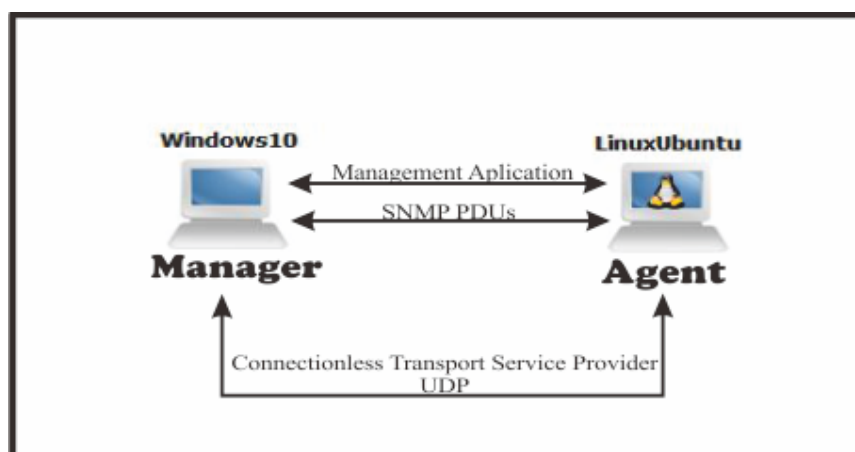 Windows10
LinuxUbuntu
Management Aplication
SNMP PDUs
Manager
Agent
Connectionless Transport Service Provider
UDP